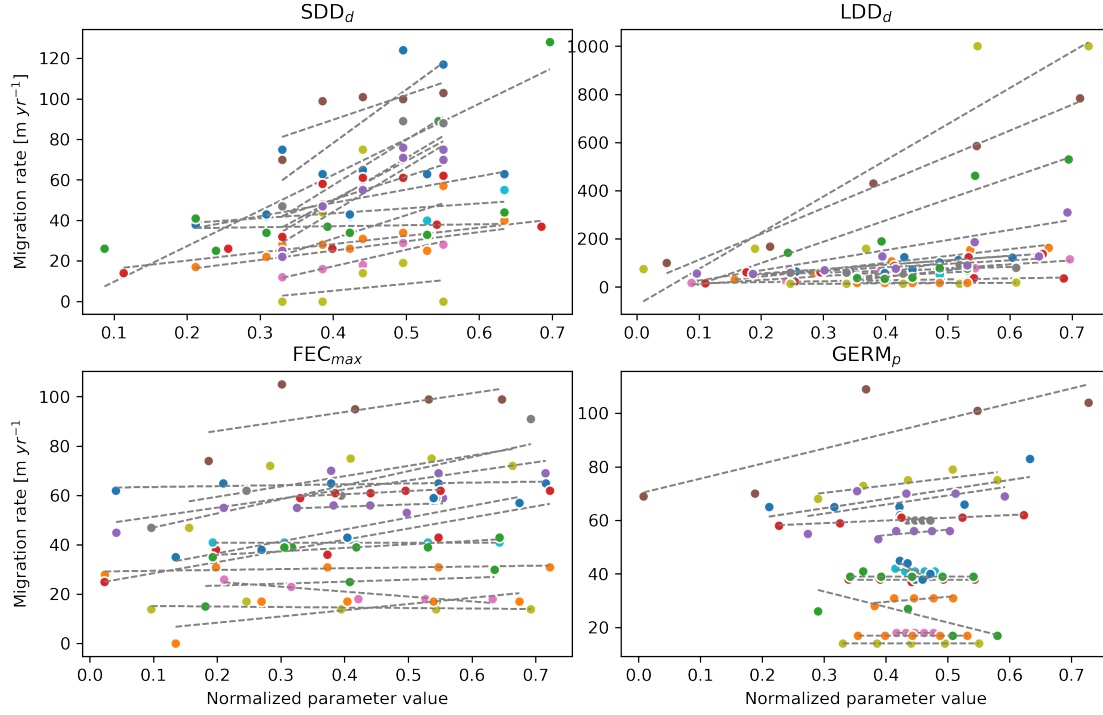 SDD_d
LDD_d
Migration rate [m yr^{-1}]
120
100
80
60
40
20
0
0.1 0.2 0.3 0.4 0.5 0.6 0.7
1000
800
600
400
200
0
0.0 0.1 0.2 0.3 0.4 0.5 0.6 0.7
FEC_{max}
GERM_p
Migration rate [m yr^{-1}]
100
80
60
40
20
0
0.0 0.1 0.2 0.3 0.4 0.5 0.6 0.7
Normalized parameter value
100
80
60
40
20
0.0 0.1 0.2 0.3 0.4 0.5 0.6 0.7
Normalized parameter value